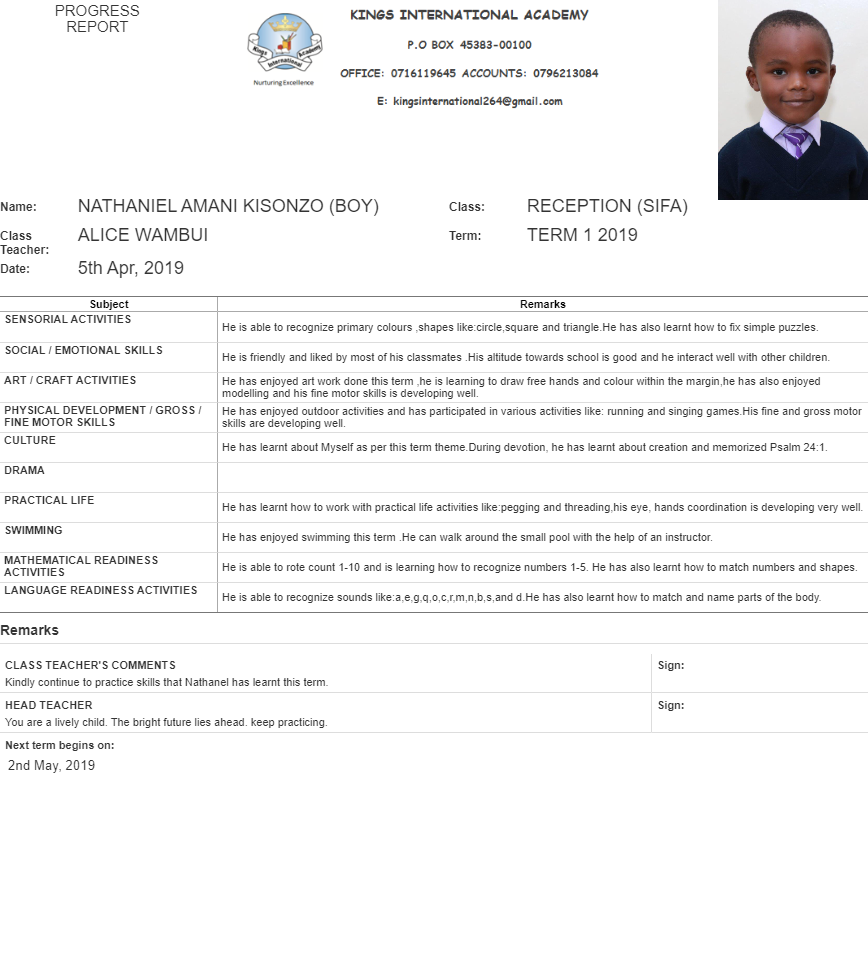 PROGRESS
REPORT
Kings International Academy
Nurturing Excellence
KINGS INTERNATIONAL ACADEMY
P.O BOX 45383-00100
OFFICE: 0716119645 ACCOUNTS: 0796213084
E: kingsinternational264@gmail.com
Name: NATHANIEL AMANI KISONZO (BOY) Class: RECEPTION (SIFA)
Class Teacher: ALICE WAMBUI Term: TERM 1 2019
Date: 5th Apr, 2019
Subject Remarks
SENSORIAL ACTIVITIES
He is able to recognize primary colours ,shapes like:circle,square and triangle.He has also learnt how to fix simple puzzles.
SOCIAL / EMOTIONAL SKILLS
He is friendly and liked by most of his classmates .His altitude towards school is good and he interact well with other children.
ART / CRAFT ACTIVITIES
He has enjoyed art work done this term ,he is learning to draw free hands and colour within the margin,he has also enjoyed
modelling and his fine motor skills is developing well.
PHYSICAL DEVELOPMENT / GROSS /
FINE MOTOR SKILLS
He has enjoyed outdoor activities and has participated in various activities like: running and singing games.His fine and gross motor
skills are developing well.
CULTURE
He has learnt about Myself as per this term theme.During devotion, he has learnt about creation and memorized Psalm 24:1.
DRAMA
PRACTICAL LIFE
He has learnt how to work with practical life activities like:pegging and threading,his eye, hands coordination is developing very well.
SWIMMING
He has enjoyed swimming this term .He can walk around the small pool with the help of an instructor.
MATHEMATICAL READINESS
ACTIVITIES
He is able to rote count 1-10 and is learning how to recognize numbers 1-5. He has also learnt how to match numbers and shapes.
LANGUAGE READINESS ACTIVITIES
He is able to recognize sounds like:a,e,g,q,o,c,r,m,n,b,s,and d.He has also learnt how to match and name parts of the body.
Remarks
CLASS TEACHER'S COMMENTS Sign:
Kindly continue to practice skills that Nathanel has learnt this term.
HEAD TEACHER Sign:
You are a lively child. The bright future lies ahead. keep practicing.
Next term begins on:
2nd May, 2019